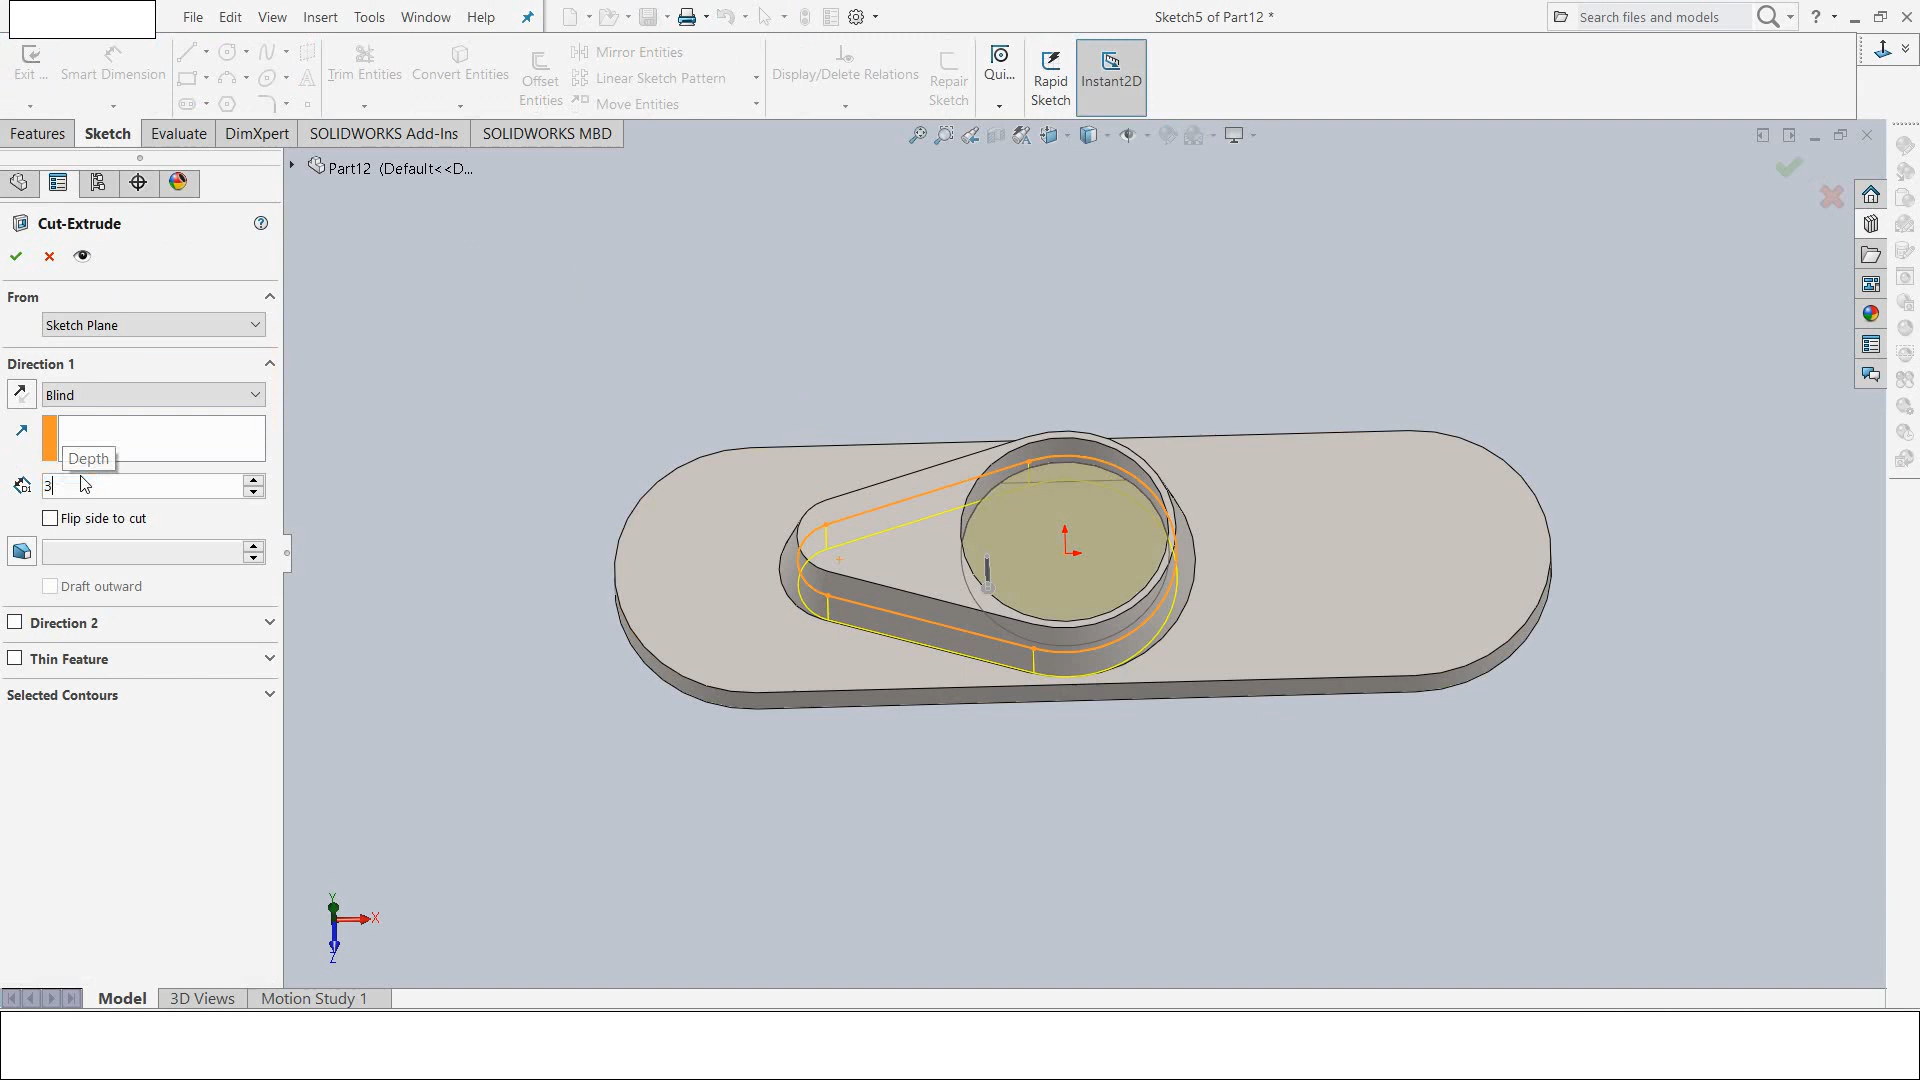 File Edit View Insert Tools Window Help
Sketch5 of Part12 *
Search files and models
?
Exit ...
Smart Dimension
Trim Entities
Convert Entities
Offset Entities
Mirror Entities
Linear Sketch Pattern
Move Entities
Display/Delete Relations
Repair Sketch
Qui...
Rapid Sketch
Instant2D
Features Sketch Evaluate DimXpert SOLIDWORKS Add-Ins SOLIDWORKS MBD
Part12 (Default<<D...
Cut-Extrude
?
From
Sketch Plane
Direction 1
Blind
Depth
D1
3
Flip side to cut
Draft outward
Direction 2
Thin Feature
Selected Contours
Y
X
Z
Model 3D Views Motion Study 1